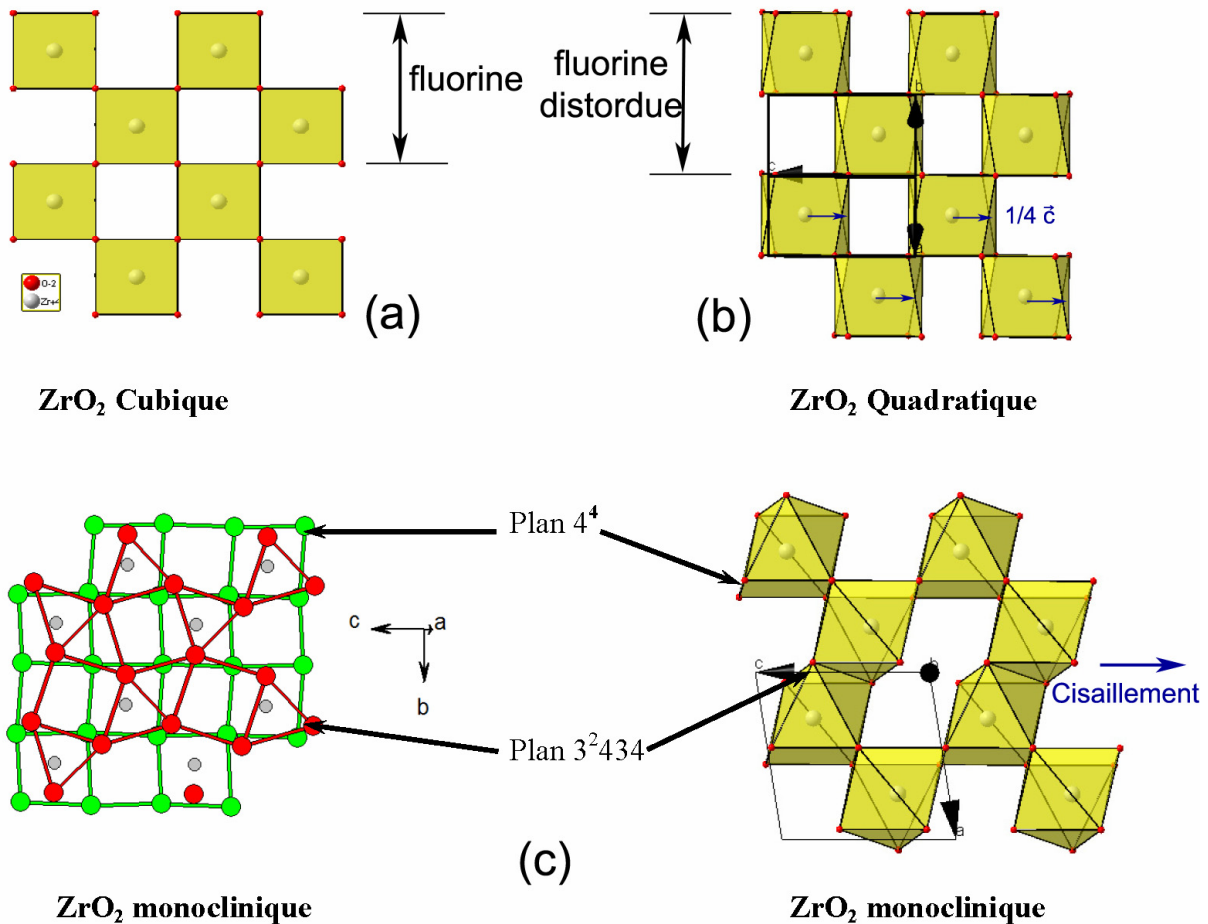 fluorine
fluorine
distordue
b
c
1/4 c⃗
a
O-2
Zr+4
(a)
(b)
ZrO₂ Cubique
ZrO₂ Quadratique
Plan 4⁴
c
a
b
c
b
Cisaillement
Plan 3²434
a
(c)
ZrO₂ monoclinique
ZrO₂ monoclinique